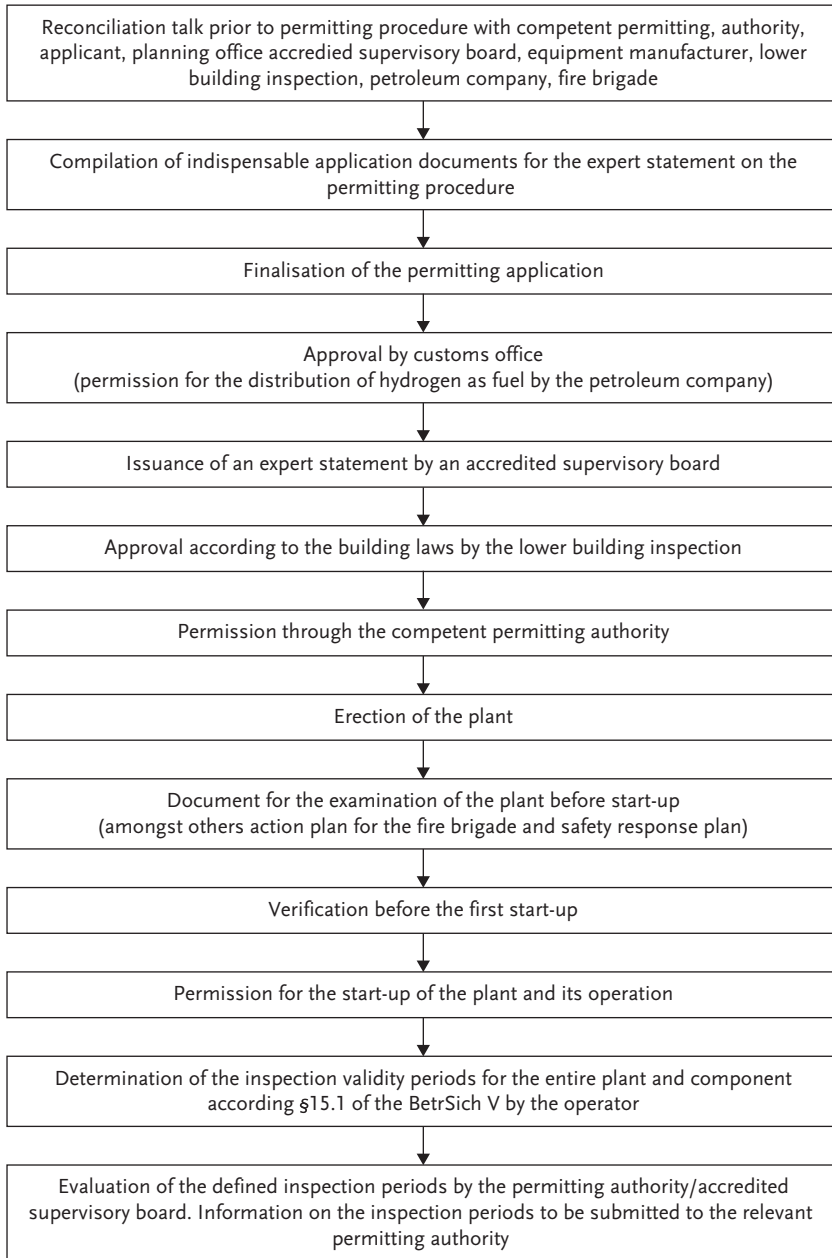 Reconciliation talk prior to permitting procedure with competent permitting, authority,
applicant, planning office accredied supervisory board, equipment manufacturer, lower
building inspection, petroleum company, fire brigade
Compilation of indispensable application documents for the expert statement on the
permitting procedure
Finalisation of the permitting application
Approval by customs office
(permission for the distribution of hydrogen as fuel by the petroleum company)
Issuance of an expert statement by an accredited supervisory board
Approval according to the building laws by the lower building inspection
Permission through the competent permitting authority
Erection of the plant
Document for the examination of the plant before start-up
(amongst others action plan for the fire brigade and safety response plan)
Verification before the first start-up
Permission for the start-up of the plant and its operation
Determination of the inspection validity periods for the entire plant and component
according §15.1 of the BetrSich V by the operator
Evaluation of the defined inspection periods by the permitting authority/accredited
supervisory board. Information on the inspection periods to be submitted to the relevant
permitting authority